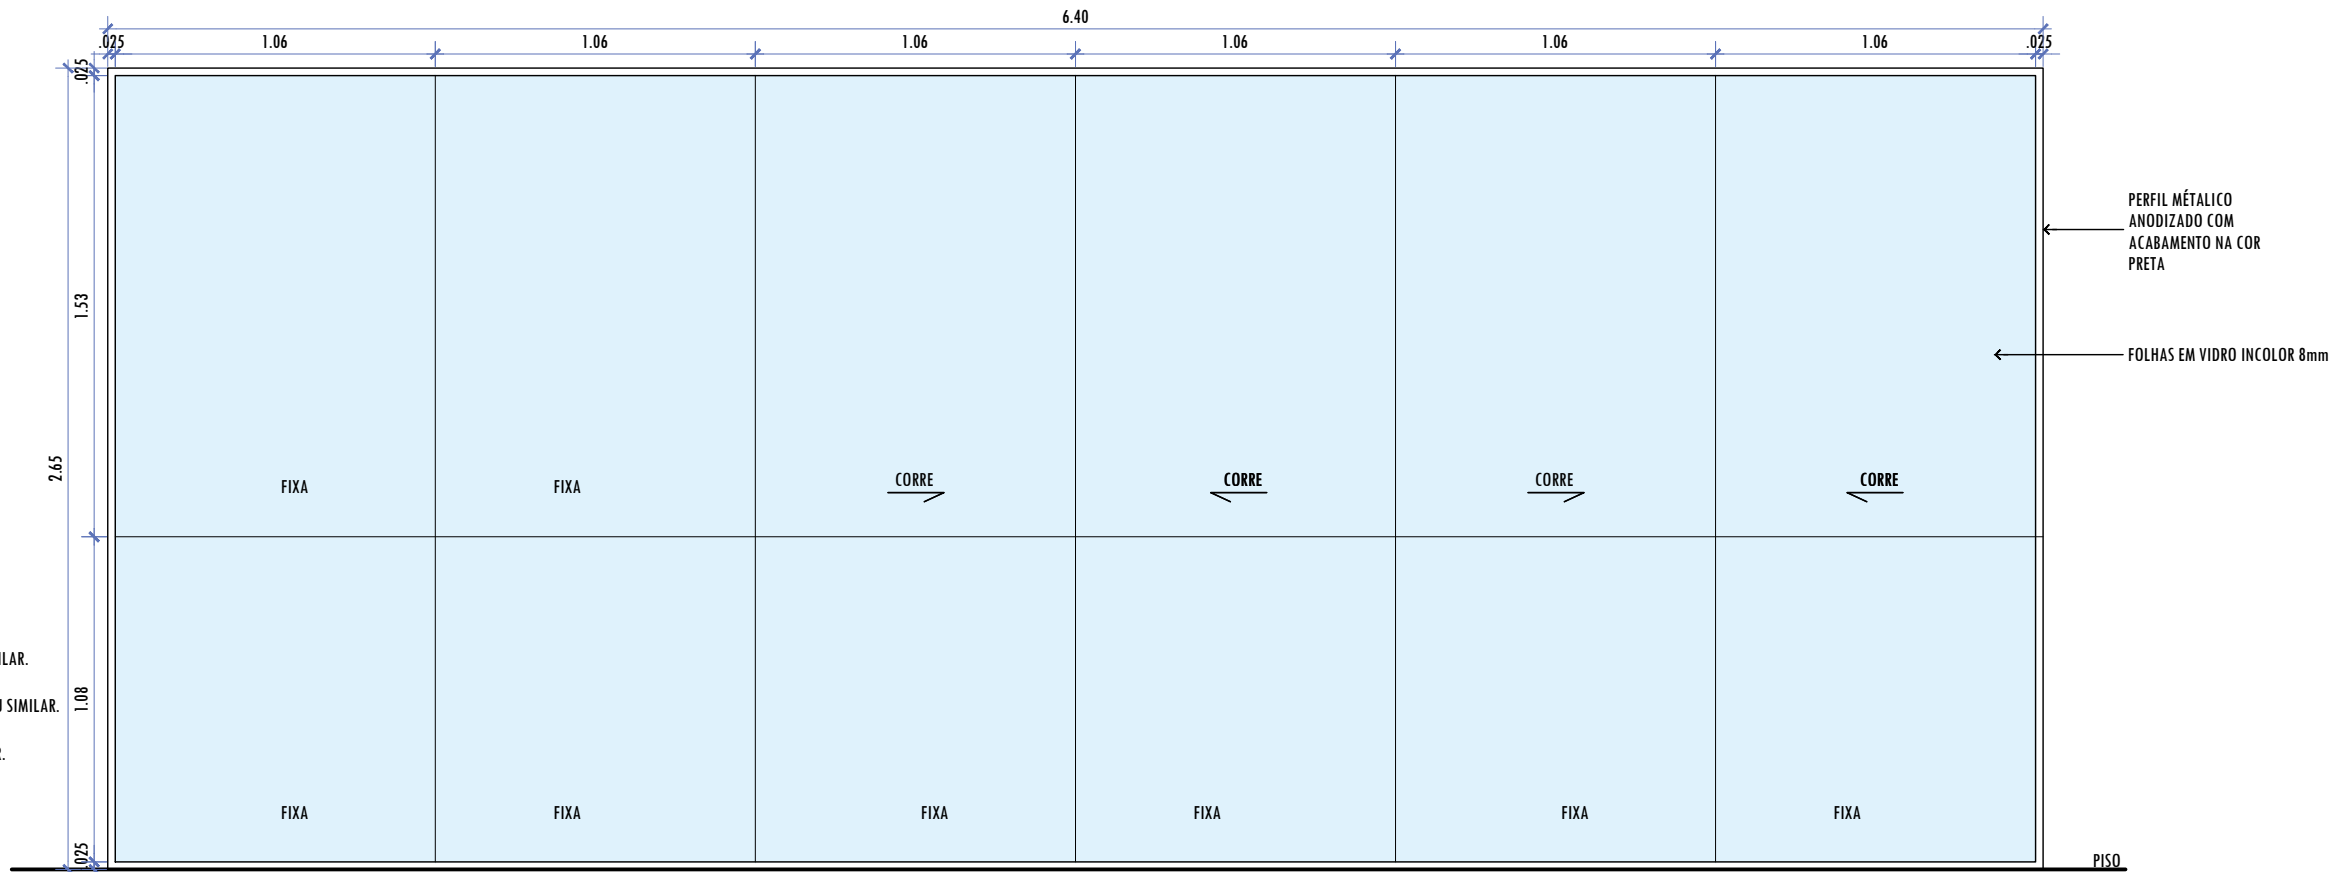 6.40
.025 1.06 1.06 1.06 1.06 1.06 1.06 .025
.025
1.53
2.65
1.08
.025
PERFIL MÉTALICO
ANODIZADO COM
ACABAMENTO NA COR
PRETA
FOLHAS EM VIDRO INCOLOR 8mm
FIXA FIXA CORRE CORRE CORRE CORRE
FIXA FIXA FIXA FIXA FIXA FIXA
SIMILAR.
PISO